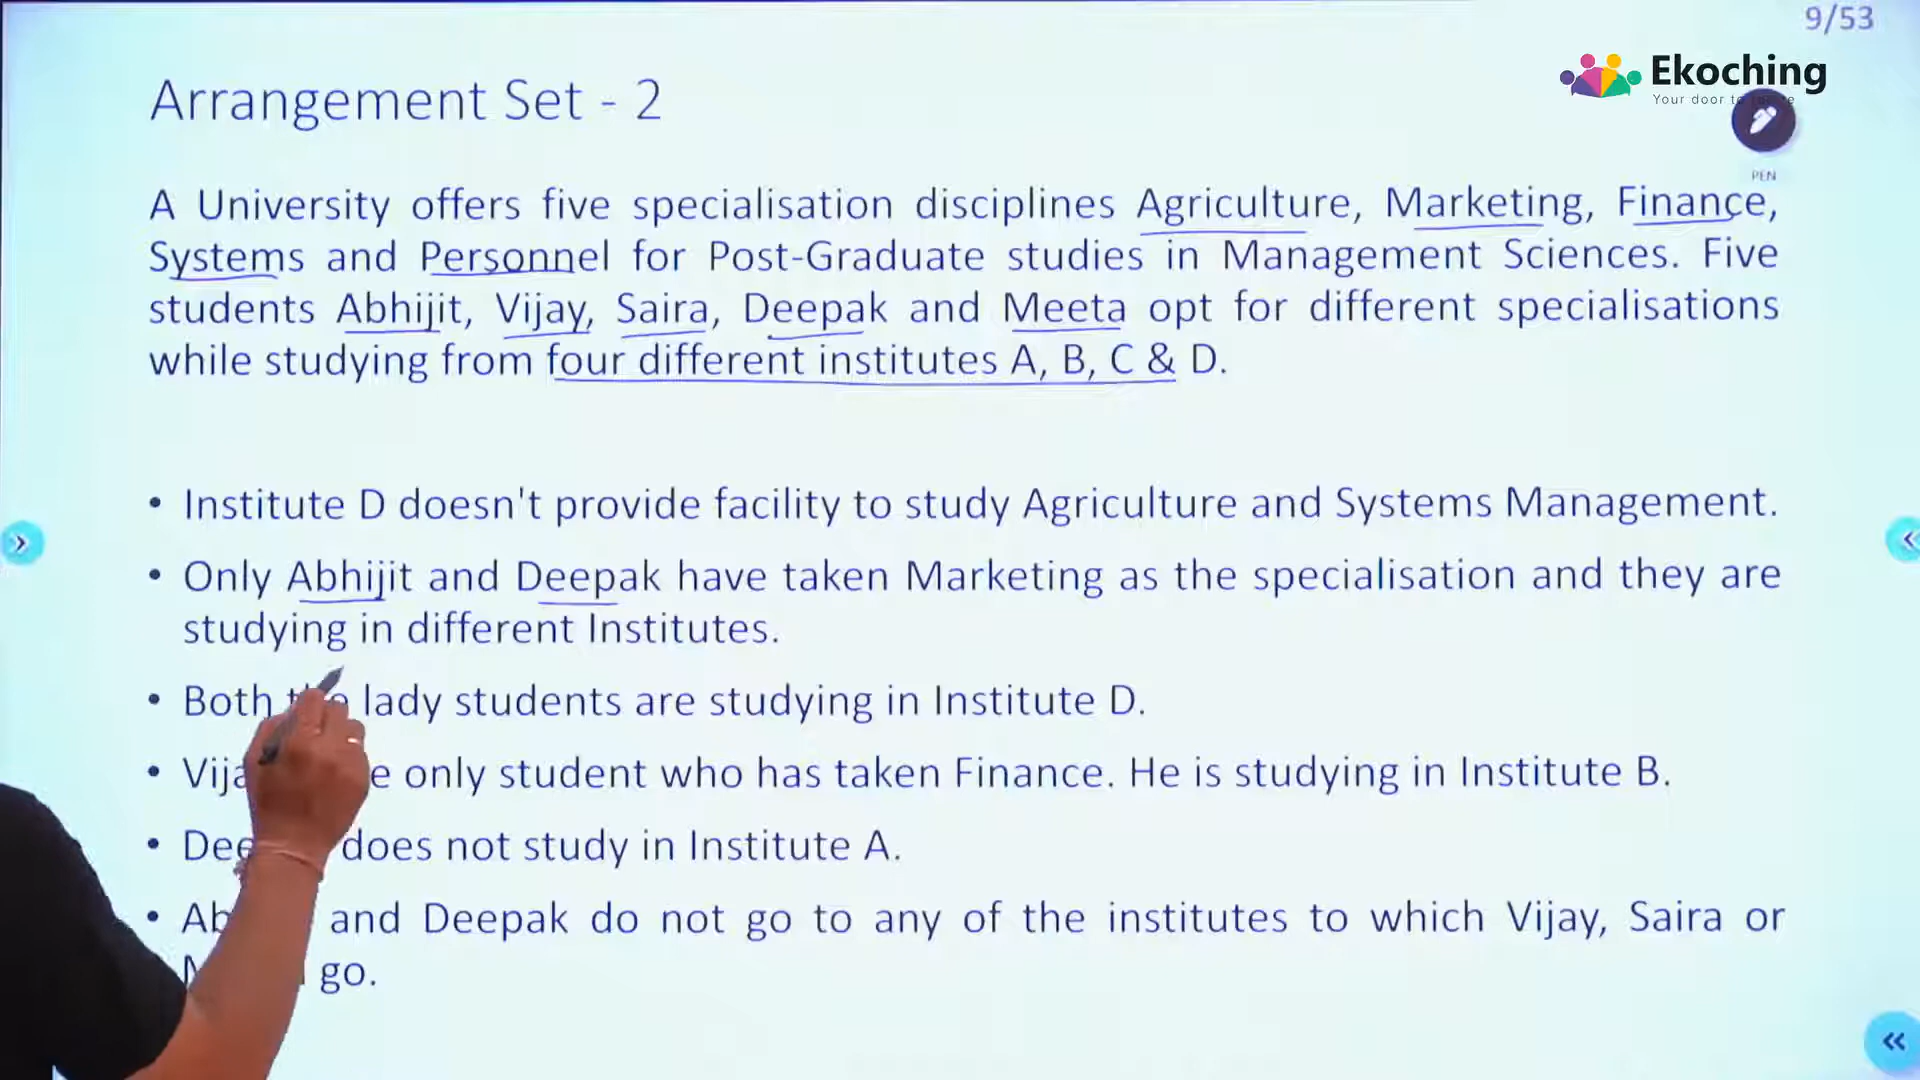 9/53
Ekoching
Your door to
PEN
Arrangement Set - 2
A University offers five specialisation disciplines Agriculture, Marketing, Finance,
Systems and Personnel for Post-Graduate studies in Management Sciences. Five
students Abhijit, Vijay, Saira, Deepak and Meeta opt for different specialisations
while studying from four different institutes A, B, C & D.
• Institute D doesn't provide facility to study Agriculture and Systems Management.
• Only Abhijit and Deepak have taken Marketing as the specialisation and they are
studying in different Institutes.
• Both the lady students are studying in Institute D.
• only student who has taken Finance. He is studying in Institute B.
• does not study in Institute A.
• and Deepak do not go to any of the institutes to which Vijay, Saira or
go.